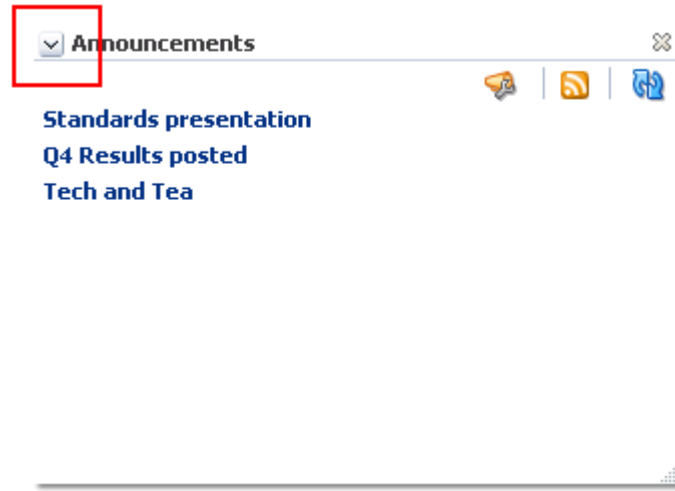 Announcements
Standards presentation
Q4 Results posted
Tech and Tea